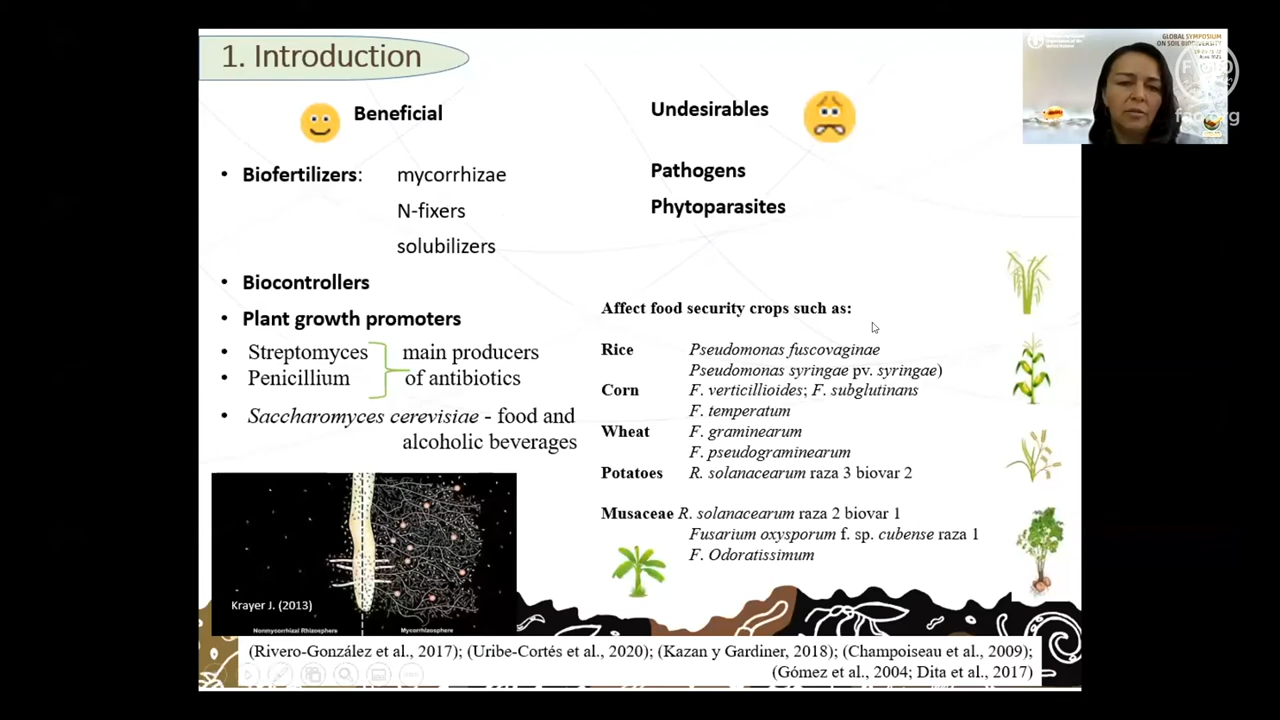 1. Introduction
GLOBAL SYMPOSIUM
ON SOIL BIODIVERSITY
fao.org
Beneficial
Undesirables
• Biofertilizers: mycorrhizae
N-fixers
solubilizers
• Biocontrollers
• Plant growth promoters
• Streptomyces main producers
• Penicillium of antibiotics
• Saccharomyces cerevisiae - food and
alcoholic beverages
Pathogens
Phytoparasites
Affect food security crops such as:
Rice Pseudomonas fuscovaginae
Pseudomonas syringae pv. syringae)
Corn F. verticillioides; F. subglutinans
F. temperatum
Wheat F. graminearum
F. pseudograminearum
Potatoes R. solanacearum raza 3 biovar 2
Musaceae R. solanacearum raza 2 biovar 1
Fusarium oxysporum f. sp. cubense raza 1
F. Odoratissimum
Krayer J. (2013)
Nonmycorrhizal Rhizosphere Mycorrhizosphere
(Rivero-González et al., 2017); (Uribe-Cortés et al., 2020); (Kazan y Gardiner, 2018); (Champoiseau et al., 2009);
(Gómez et al., 2004; Dita et al., 2017)